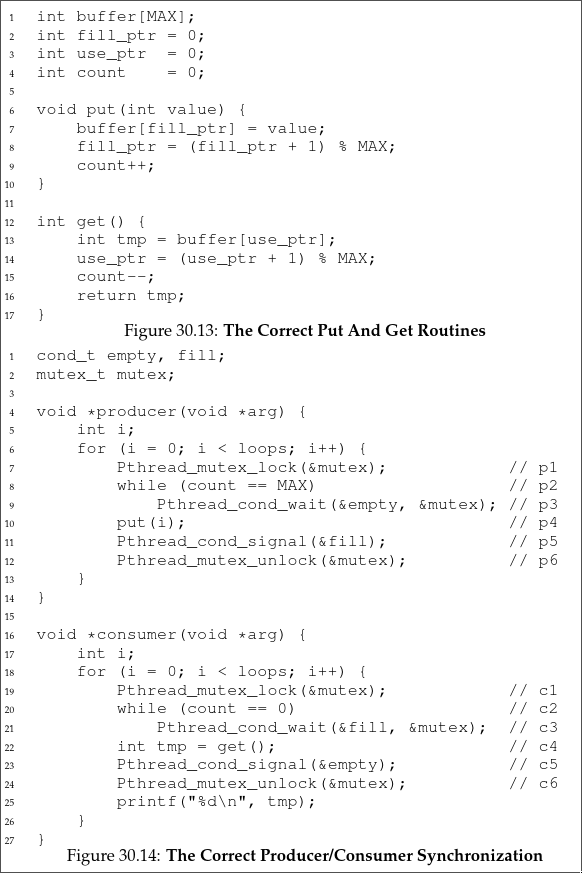 1 int buffer[MAX];
2 int fill_ptr = 0;
3 int use_ptr  = 0;
4 int count    = 0;
5
6 void put(int value) {
7     buffer[fill_ptr] = value;
8     fill_ptr = (fill_ptr + 1) % MAX;
9     count++;
10 }
11
12 int get() {
13     int tmp = buffer[use_ptr];
14     use_ptr = (use_ptr + 1) % MAX;
15     count--;
16     return tmp;
17 }
Figure 30.13: The Correct Put And Get Routines
1 cond_t empty, fill;
2 mutex_t mutex;
3
4 void *producer(void *arg) {
5     int i;
6     for (i = 0; i < loops; i++) {
7         Pthread_mutex_lock(&mutex);            // p1
8         while (count == MAX)                   // p2
9             Pthread_cond_wait(&empty, &mutex); // p3
10         put(i);                                // p4
11         Pthread_cond_signal(&fill);            // p5
12         Pthread_mutex_unlock(&mutex);          // p6
13     }
14 }
15
16 void *consumer(void *arg) {
17     int i;
18     for (i = 0; i < loops; i++) {
19         Pthread_mutex_lock(&mutex);            // c1
20         while (count == 0)                     // c2
21             Pthread_cond_wait(&fill, &mutex);  // c3
22         int tmp = get();                       // c4
23         Pthread_cond_signal(&empty);           // c5
24         Pthread_mutex_unlock(&mutex);          // c6
25         printf("%d\n", tmp);
26     }
27 }
Figure 30.14: The Correct Producer/Consumer Synchronization